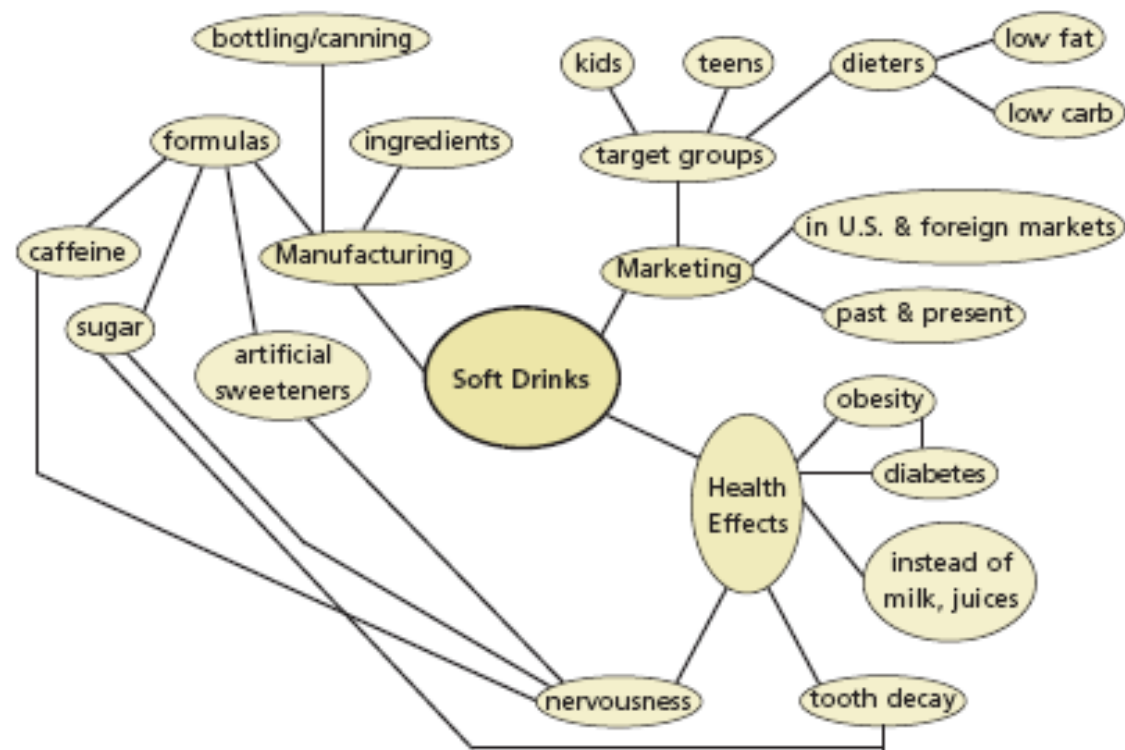 bottling/canning
kids
teens
dieters
low fat
low carb
formulas
ingredients
target groups
caffeine
Manufacturing
Marketing
in U.S. & foreign markets
past & present
sugar
artificial
sweeteners
Soft Drinks
obesity
diabetes
Health
Effects
instead of
milk, juices
nervousness
tooth decay